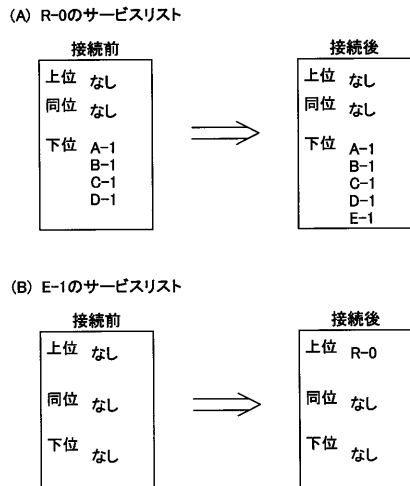 (A) R-0のサービスリスト
接続前
上位 なし
同位 なし
下位 A-1
B-1
C-1
D-1
接続後
上位 なし
同位 なし
下位 A-1
B-1
C-1
D-1
E-1
(B) E-1のサービスリスト
接続前
上位 なし
同位 なし
下位 なし
接続後
上位 R-0
同位 なし
下位 なし